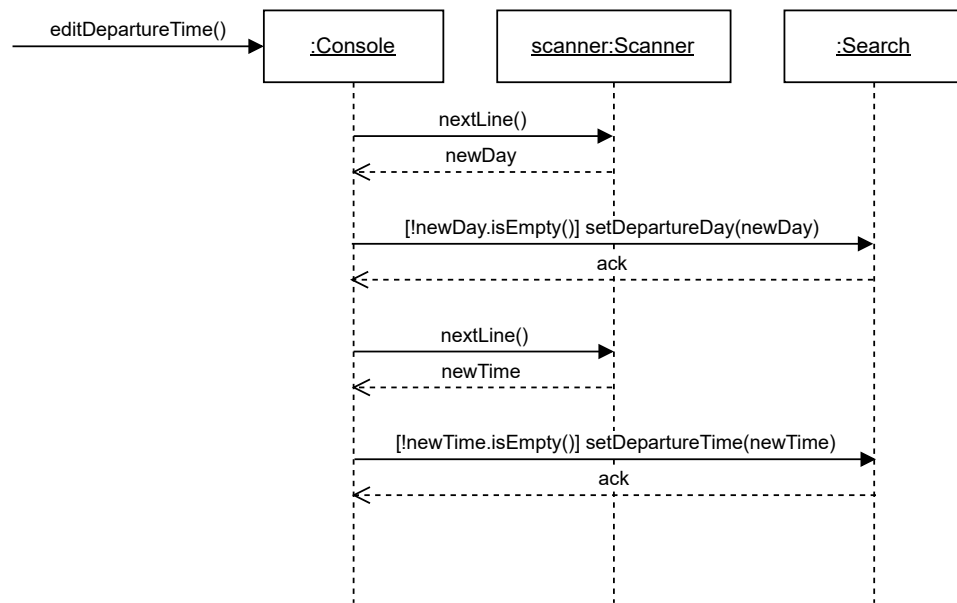 editDepartureTime()
:Console
scanner:Scanner
:Search
nextLine()
newDay
[!newDay.isEmpty()] setDepartureDay(newDay)
ack
nextLine()
newTime
[!newTime.isEmpty()] setDepartureTime(newTime)
ack